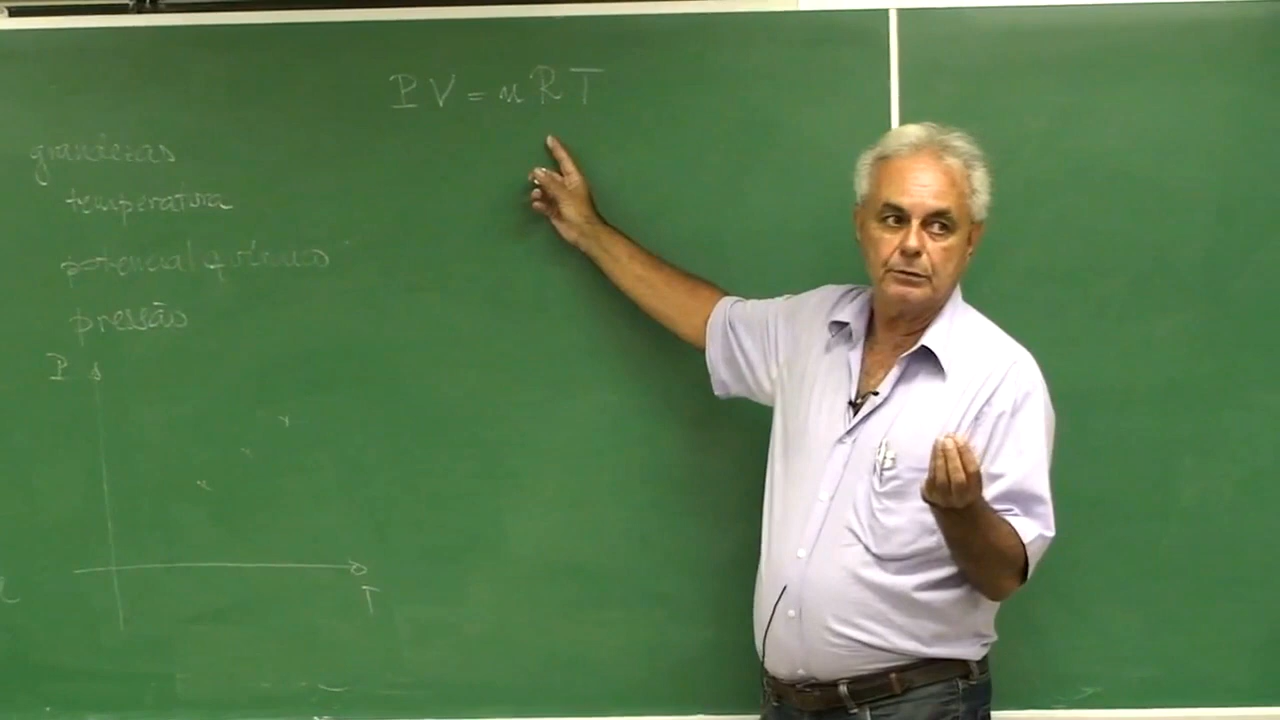 PV = nRT
grandezas
temperatura
potencial químico
pressão
P
T